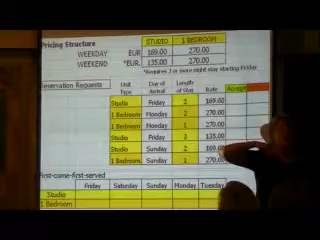 Pricing Structure STUDIO 1 BEDROOM
WEEKDAY EUR 169.00 270.00
WEEKEND *EUR. 135.00 270.00
*Requires 3 or more night stay starting Friday
Reservation Requests Unit Type Day of Arrival Length of Stay Rate Accept
Studio Friday 2 169.00
1 Bedroom Monday 2 270.00
1 Bedroom Monday 1 270.00
Studio Friday 3 135.00
Studio Sunday 2 169.00
1 Bedroom Sunday 1 270.00
First-come-first-served
Friday Saturday Sunday Monday Tuesday
Studio
1 Bedroom